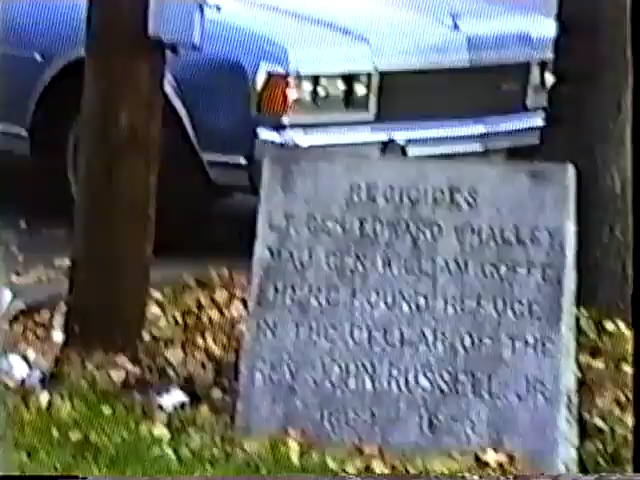 REGICIDES
LT GEN EDWARD WHALLEY
MAJ GEN WILLIAM GOFFE
HERE FOUND REFUGE
IN THE CELLAR OF THE
REV. JOHN RUSSELL, JR.